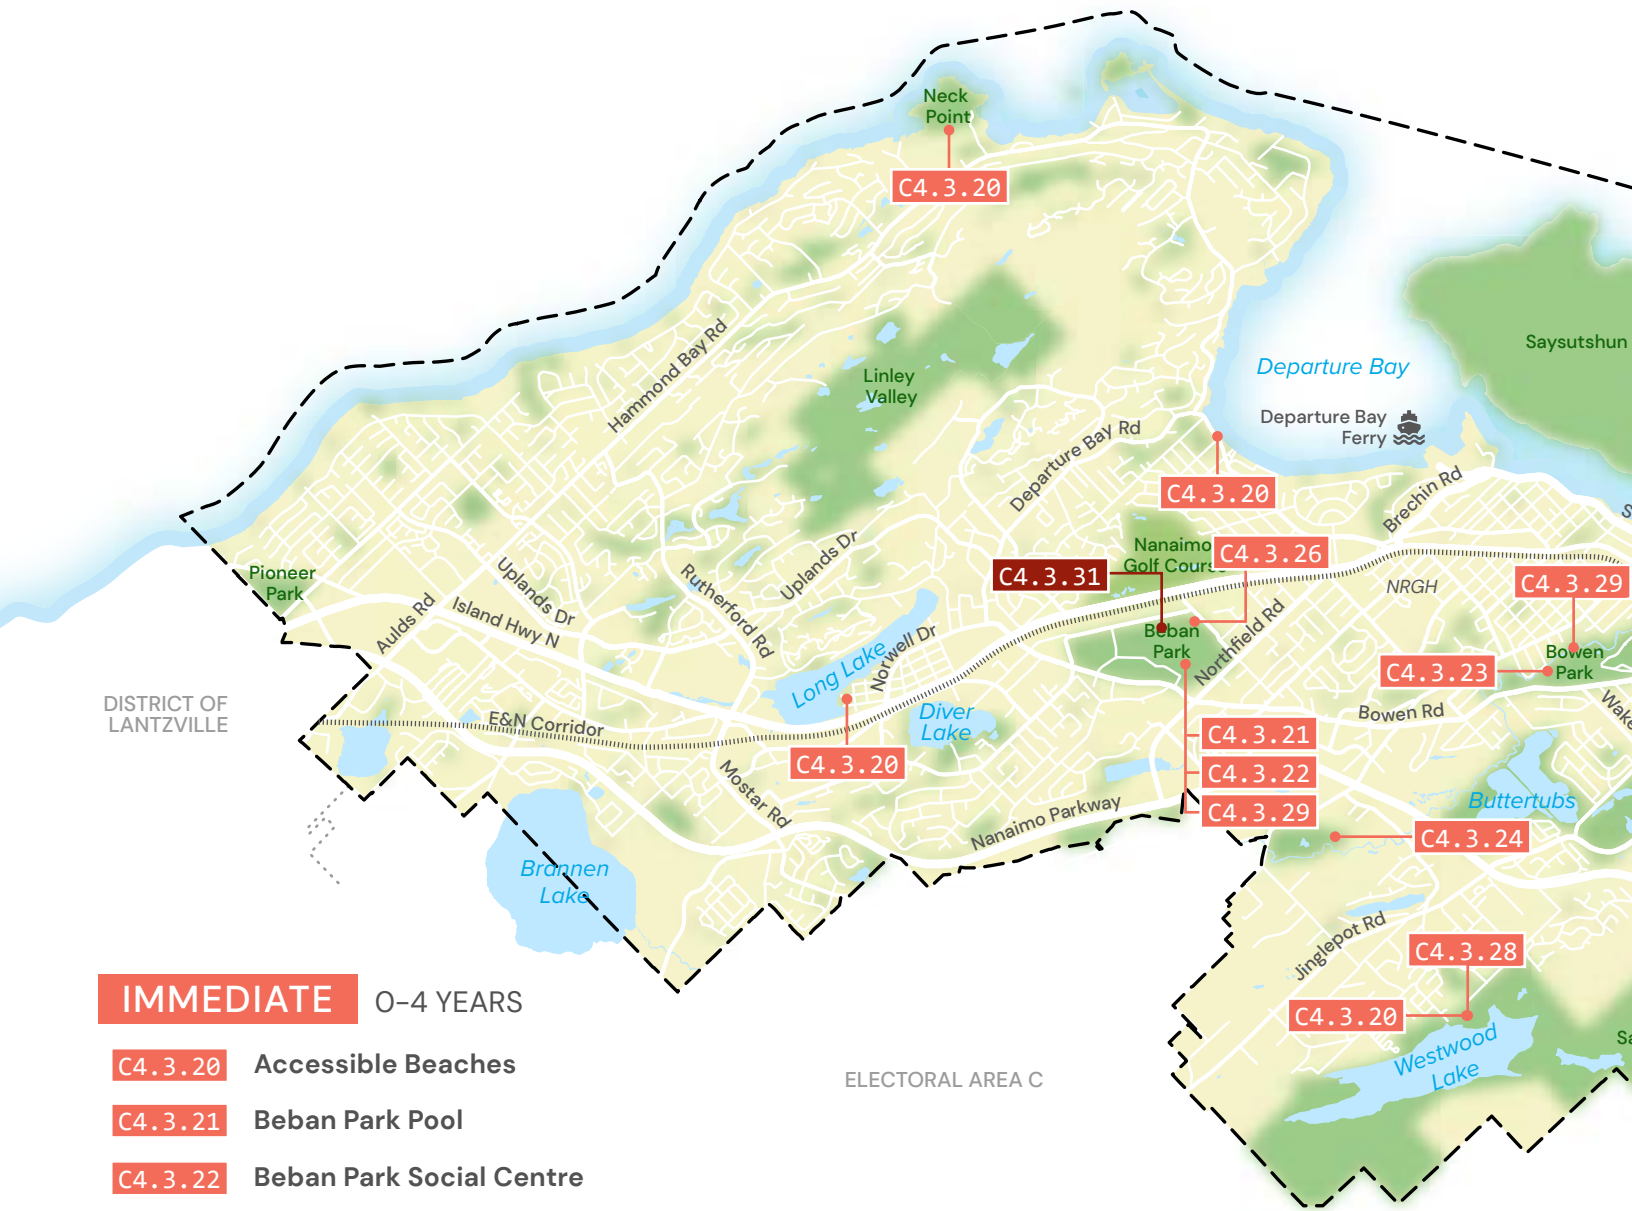 Neck
Point
C4.3.20
Hammond Bay Rd
Linley
Valley
Departure Bay
Saysutshun
Departure Bay
Ferry
Departure Bay Rd
C4.3.20
Brechin Rd
Nanaimo
Golf Course
C4.3.26
C4.3.31
NRGH
C4.3.29
Pioneer
Park
Uplands Dr
Uplands Dr
Rutherford Rd
Aulds Rd
Island Hwy N
Norwell Dr
Long Lake
Beban
Park
Northfield Rd
Bowen
Park
C4.3.23
DISTRICT OF
LANTZVILLE
E&N Corridor
Diver
Lake
Bowen Rd
Wake
C4.3.21
C4.3.20
C4.3.22
Mostar Rd
Nanaimo Parkway
C4.3.29
Buttertubs
C4.3.24
Brannen
Lake
Jinglepot Rd
C4.3.28
C4.3.20
Westwood
Lake
Sa
ELECTORAL AREA C
IMMEDIATE 0-4 YEARS
C4.3.20 Accessible Beaches
C4.3.21 Beban Park Pool
C4.3.22 Beban Park Social Centre